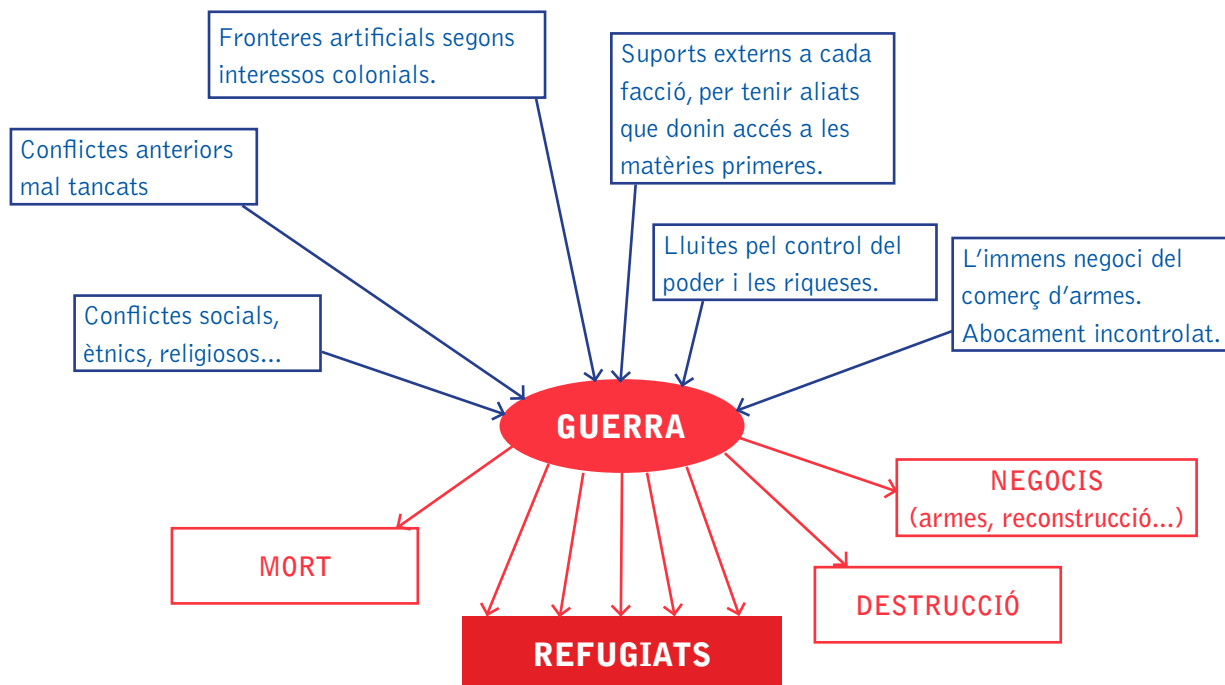 Fronteres artificials segons
interessos colonials.
Suports externs a cada
facció, per tenir aliats
que donin accés a les
matèries primeres.
Conflictes anteriors
mal tancats
Lluites pel control del
poder i les riqueses.
L’immens negoci del
comerç d’armes.
Abocament incontrolat.
Conflictes socials,
ètnics, religiosos...
GUERRA
NEGOCIS
(armes, reconstrucció...)
MORT
DESTRUCCIÓ
REFUGIATS